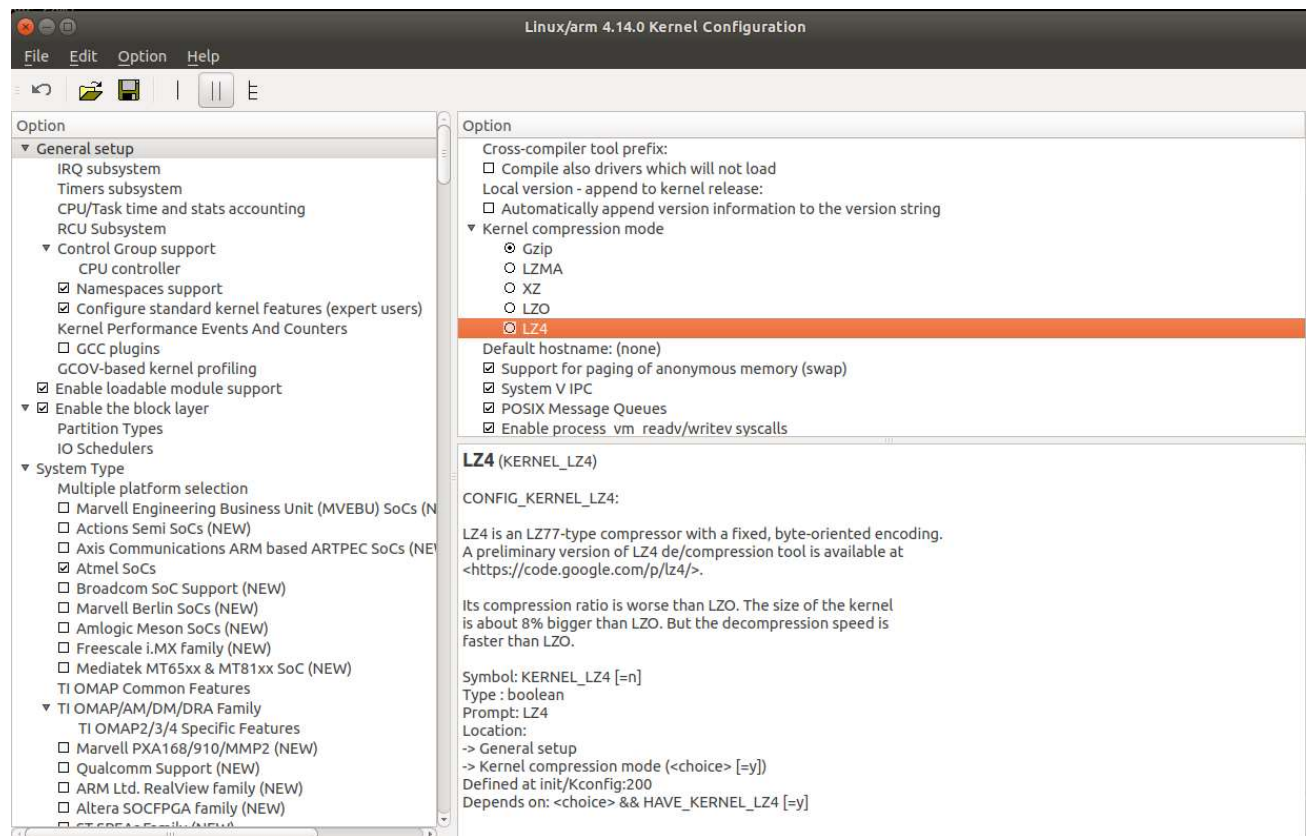 Linux/arm 4.14.0 Kernel Configuration
File Edit Option Help
Option
General setup
IRQ subsystem
Timers subsystem
CPU/Task time and stats accounting
RCU Subsystem
Control Group support
CPU controller
Namespaces support
Configure standard kernel features (expert users)
Kernel Performance Events And Counters
GCC plugins
GCOV-based kernel profiling
Enable loadable module support
Enable the block layer
Partition Types
IO Schedulers
System Type
Multiple platform selection
Marvell Engineering Business Unit (MVEBU) SoCs (N
Actions Semi SoCs (NEW)
Axis Communications ARM based ARTPEC SoCs (NE
Atmel SoCs
Broadcom SoC Support (NEW)
Marvell Berlin SoCs (NEW)
Amlogic Meson SoCs (NEW)
Freescale i.MX family (NEW)
Mediatek MT65xx & MT81xx SoC (NEW)
TI OMAP Common Features
TI OMAP/AM/DM/DRA Family
TI OMAP2/3/4 Specific Features
Marvell PXA168/910/MMP2 (NEW)
Qualcomm Support (NEW)
ARM Ltd. RealView family (NEW)
Altera SOCFPGA family (NEW)
Option
Cross-compiler tool prefix:
Compile also drivers which will not load
Local version - append to kernel release:
Automatically append version information to the version string
Kernel compression mode
Gzip
LZMA
XZ
LZO
LZ4
Default hostname: (none)
Support for paging of anonymous memory (swap)
System V IPC
POSIX Message Queues
Enable process_vm_readv/writev syscalls
LZ4 (KERNEL_LZ4)
CONFIG_KERNEL_LZ4:
LZ4 is an LZ77-type compressor with a fixed, byte-oriented encoding.
A preliminary version of LZ4 de/compression tool is available at
<https://code.google.com/p/lz4/>.
Its compression ratio is worse than LZO. The size of the kernel
is about 8% bigger than LZO. But the decompression speed is
faster than LZO.
Symbol: KERNEL_LZ4 [=n]
Type : boolean
Prompt: LZ4
Location:
-> General setup
-> Kernel compression mode (<choice> [=y])
Defined at init/Kconfig:200
Depends on: <choice> && HAVE_KERNEL_LZ4 [=y]